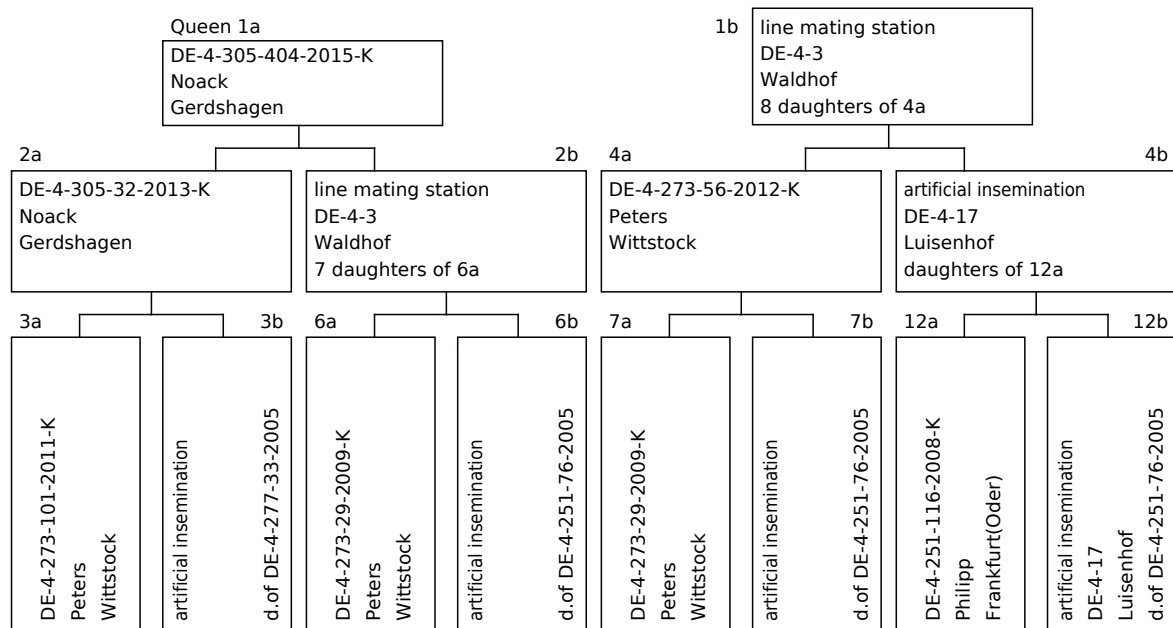 Queen 1a
DE-4-305-404-2015-K
Noack
Gerdshagen
1b
line mating station
DE-4-3
Waldhof
8 daughters of 4a
2a
DE-4-305-32-2013-K
Noack
Gerdshagen
2b
line mating station
DE-4-3
Waldhof
7 daughters of 6a
4a
DE-4-273-56-2012-K
Peters
Wittstock
4b
artificial insemination
DE-4-17
Luisenhof
daughters of 12a
3a
DE-4-273-101-2011-K
Peters
Wittstock
3b
artificial insemination
d.of DE-4-277-33-2005
6a
DE-4-273-29-2009-K
Peters
Wittstock
6b
artificial insemination
d.of DE-4-251-76-2005
7a
DE-4-273-29-2009-K
Peters
Wittstock
7b
artificial insemination
d.of DE-4-251-76-2005
12a
DE-4-251-116-2008-K
Philipp
Frankfurt(Oder)
12b
artificial insemination
DE-4-17
Luisenhof
d.of DE-4-251-76-2005